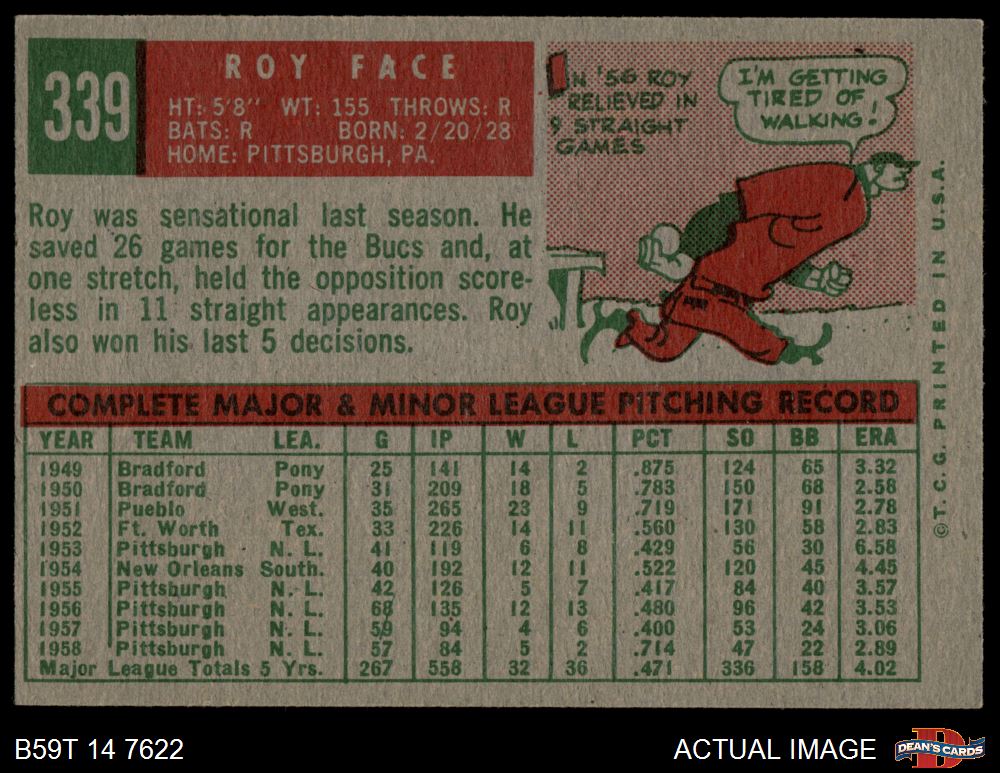 339
ROY FACE
HT: 5'8" WT: 155 THROWS: R
BATS: R BORN: 2/20/28
HOME: PITTSBURGH, PA.
IN '56 ROY
RELIEVED IN
9 STRAIGHT
GAMES
I'M GETTING
TIRED OF
WALKING!
Roy was sensational last season. He
saved 26 games for the Bucs and, at
one stretch, held the opposition score-
less in 11 straight appearances. Roy
also won his last 5 decisions.
COMPLETE MAJOR & MINOR LEAGUE PITCHING RECORD
YEAR TEAM LEA. G IP W L PCT SO BB ERA
1949 Bradford Pony 25 141 14 2 .875 124 65 3.32
1950 Bradford Pony 31 209 18 5 .783 150 68 2.58
1951 Pueblo West. 35 265 23 9 .719 171 91 2.78
1952 Ft. Worth Tex. 33 226 14 11 .560 130 58 2.83
1953 Pittsburgh N. L. 41 119 6 8 .429 56 30 6.58
1954 New Orleans South. 40 192 12 11 .522 120 45 4.45
1955 Pittsburgh N. L. 42 126 5 7 .417 84 40 3.57
1956 Pittsburgh N. L. 68 135 12 13 .480 96 42 3.53
1957 Pittsburgh N. L. 59 94 4 6 .400 53 24 3.06
1958 Pittsburgh N. L. 57 84 5 2 .714 47 22 2.89
Major League Totals 5 Yrs. 267 558 32 36 .471 336 158 4.02
©T. C. G. PRINTED IN U.S.A.
B59T 14 7622
ACTUAL IMAGE
D
DEAN'S CARDS